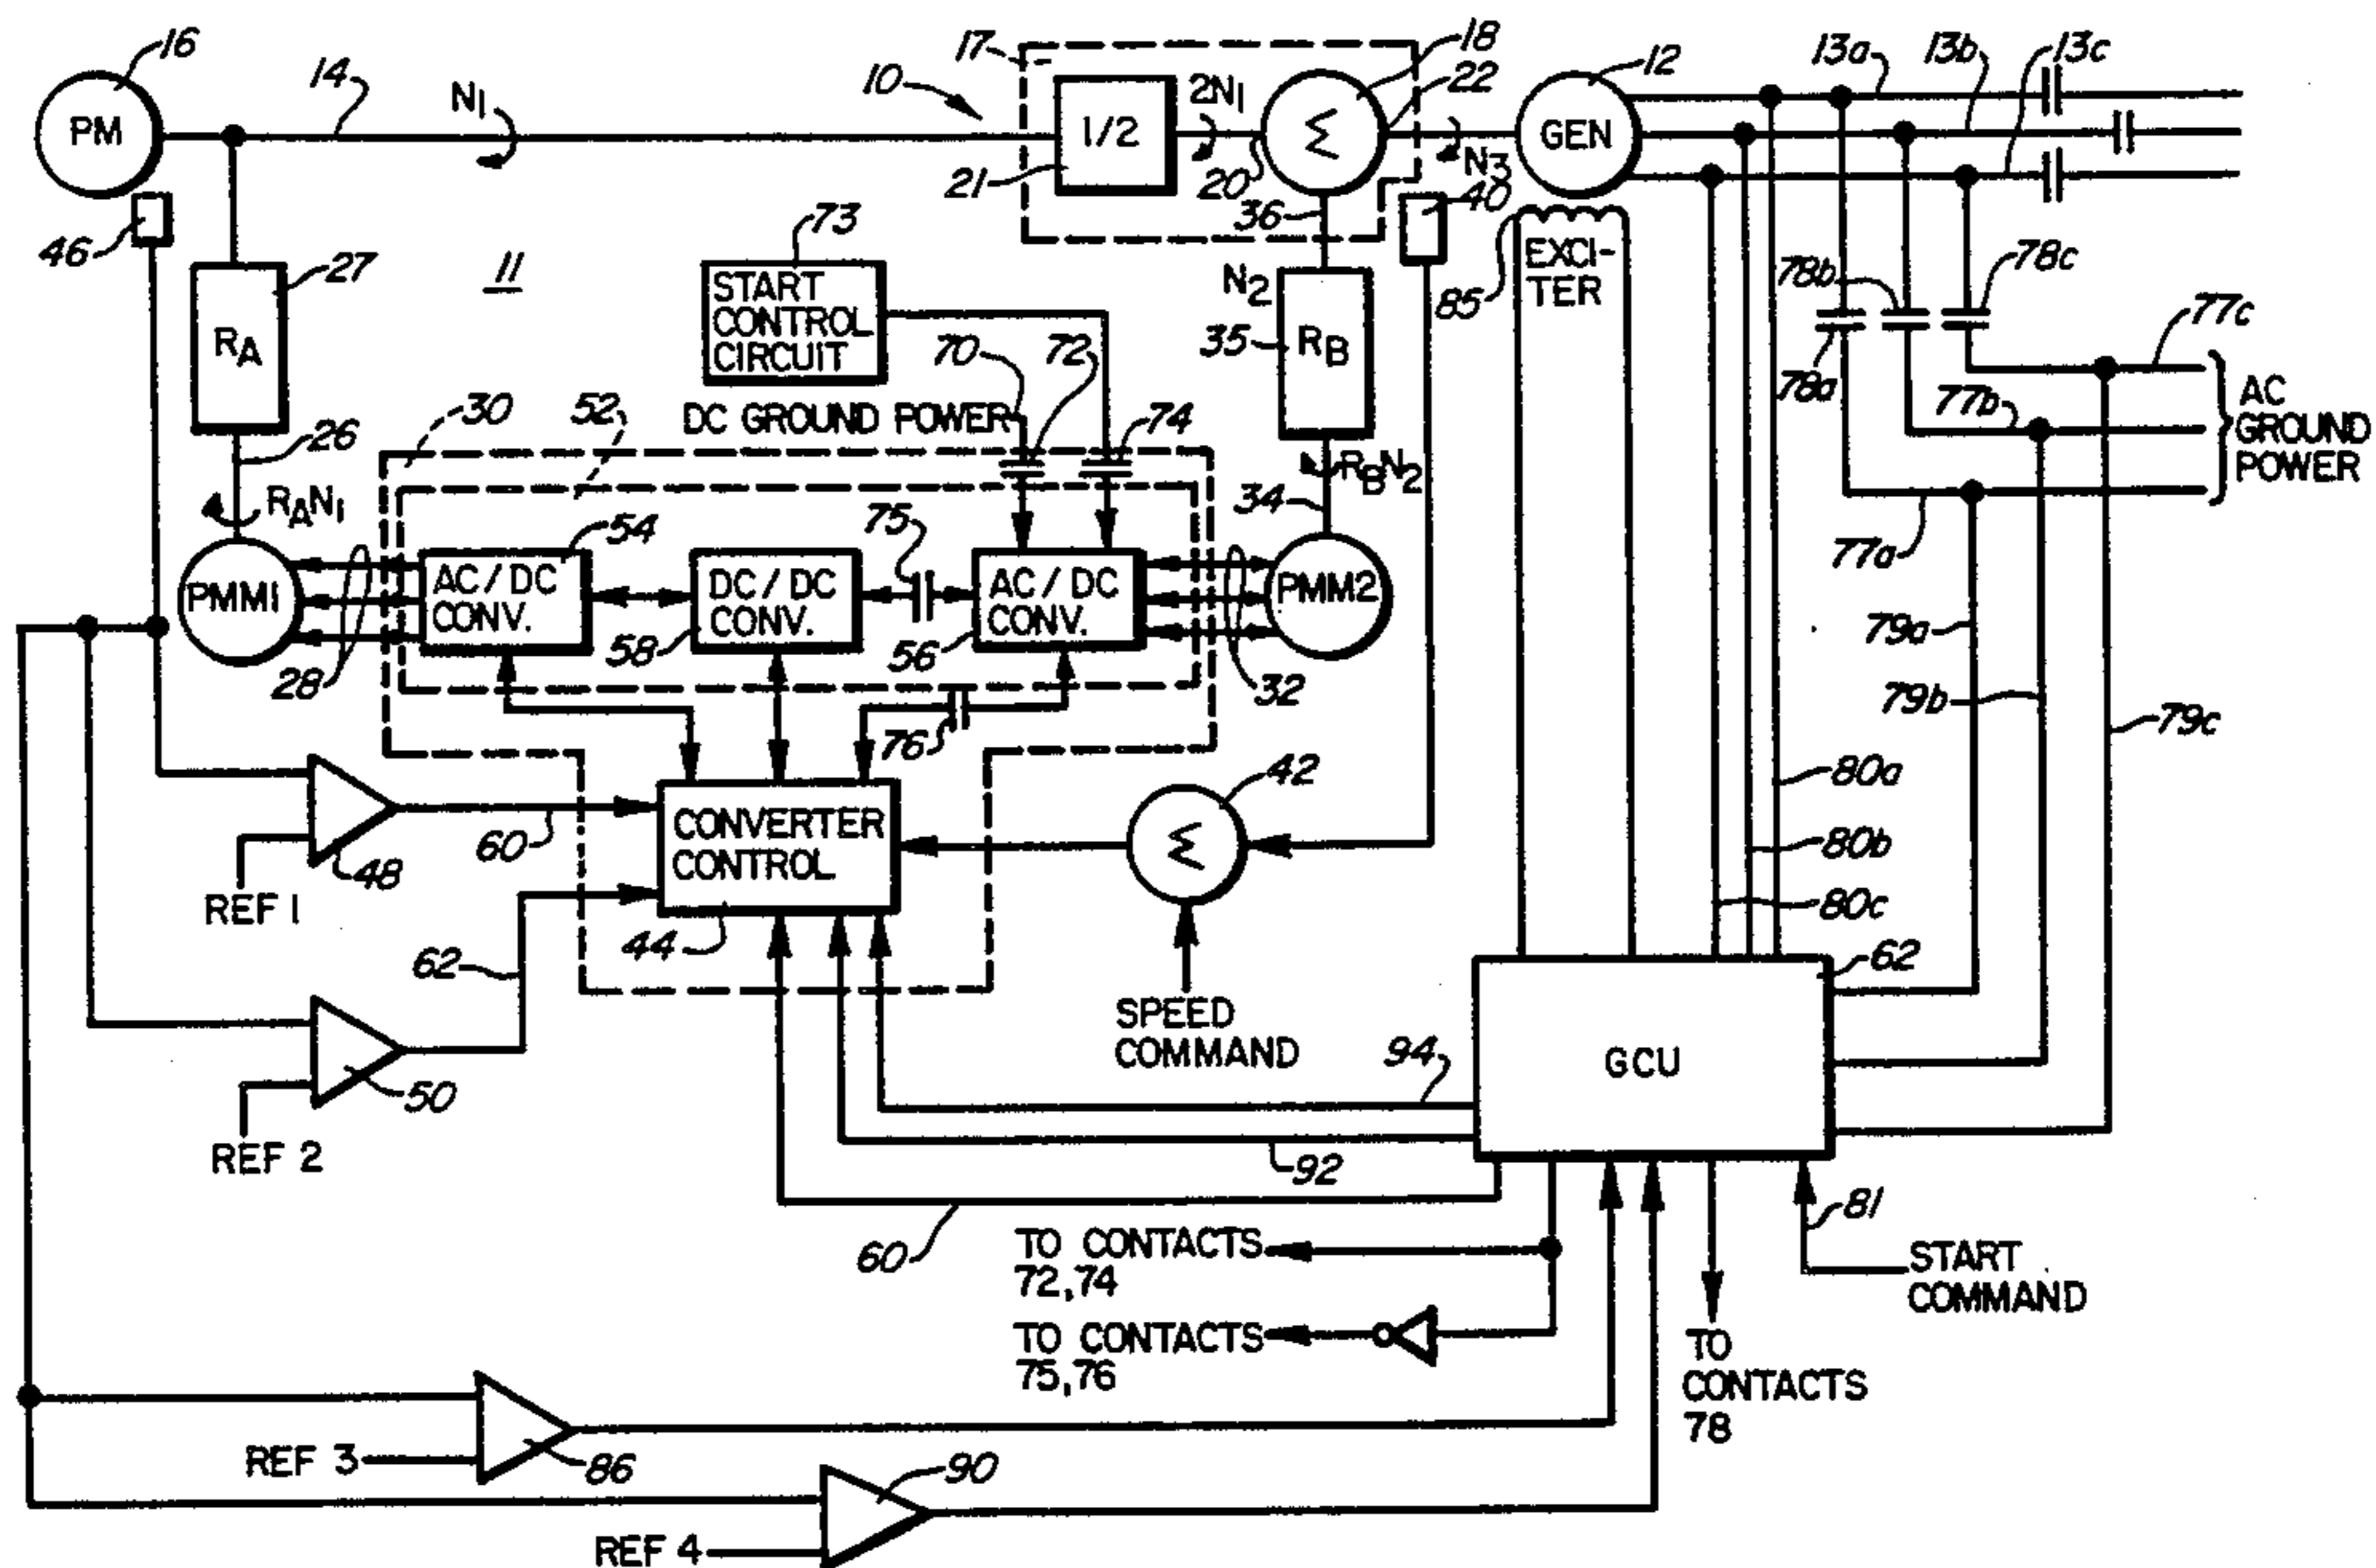 16
14
N1
10
17
2N1
18
22
12
13a
13b
13c
PM
1/2
Σ
GEN
21
20
N3
40
36
46
27
11
73
START
CONTROL
CIRCUIT
N2
85
EXCI-
TER
78b
78c
77c
RA
35
RB
70
72
78a
77b
AC
GROUND
POWER
30
52
DC GROUND POWER
74
26
RAN1
RBN2
34
77a
54
75
PMM1
AC/DC
CONV.
DC/DC
CONV.
AC/DC
CONV.
PMM2
28
58
56
32
79a
79b
79c
76
42
80a
CONVERTER
CONTROL
Σ
60
48
80b
REF 1
80c
44
62
62
SPEED
COMMAND
94
GCU
50
REF 2
92
81
60
TO CONTACTS
72,74
START
COMMAND
TO CONTACTS
75,76
TO
CONTACTS
78
REF 3
86
90
REF 4